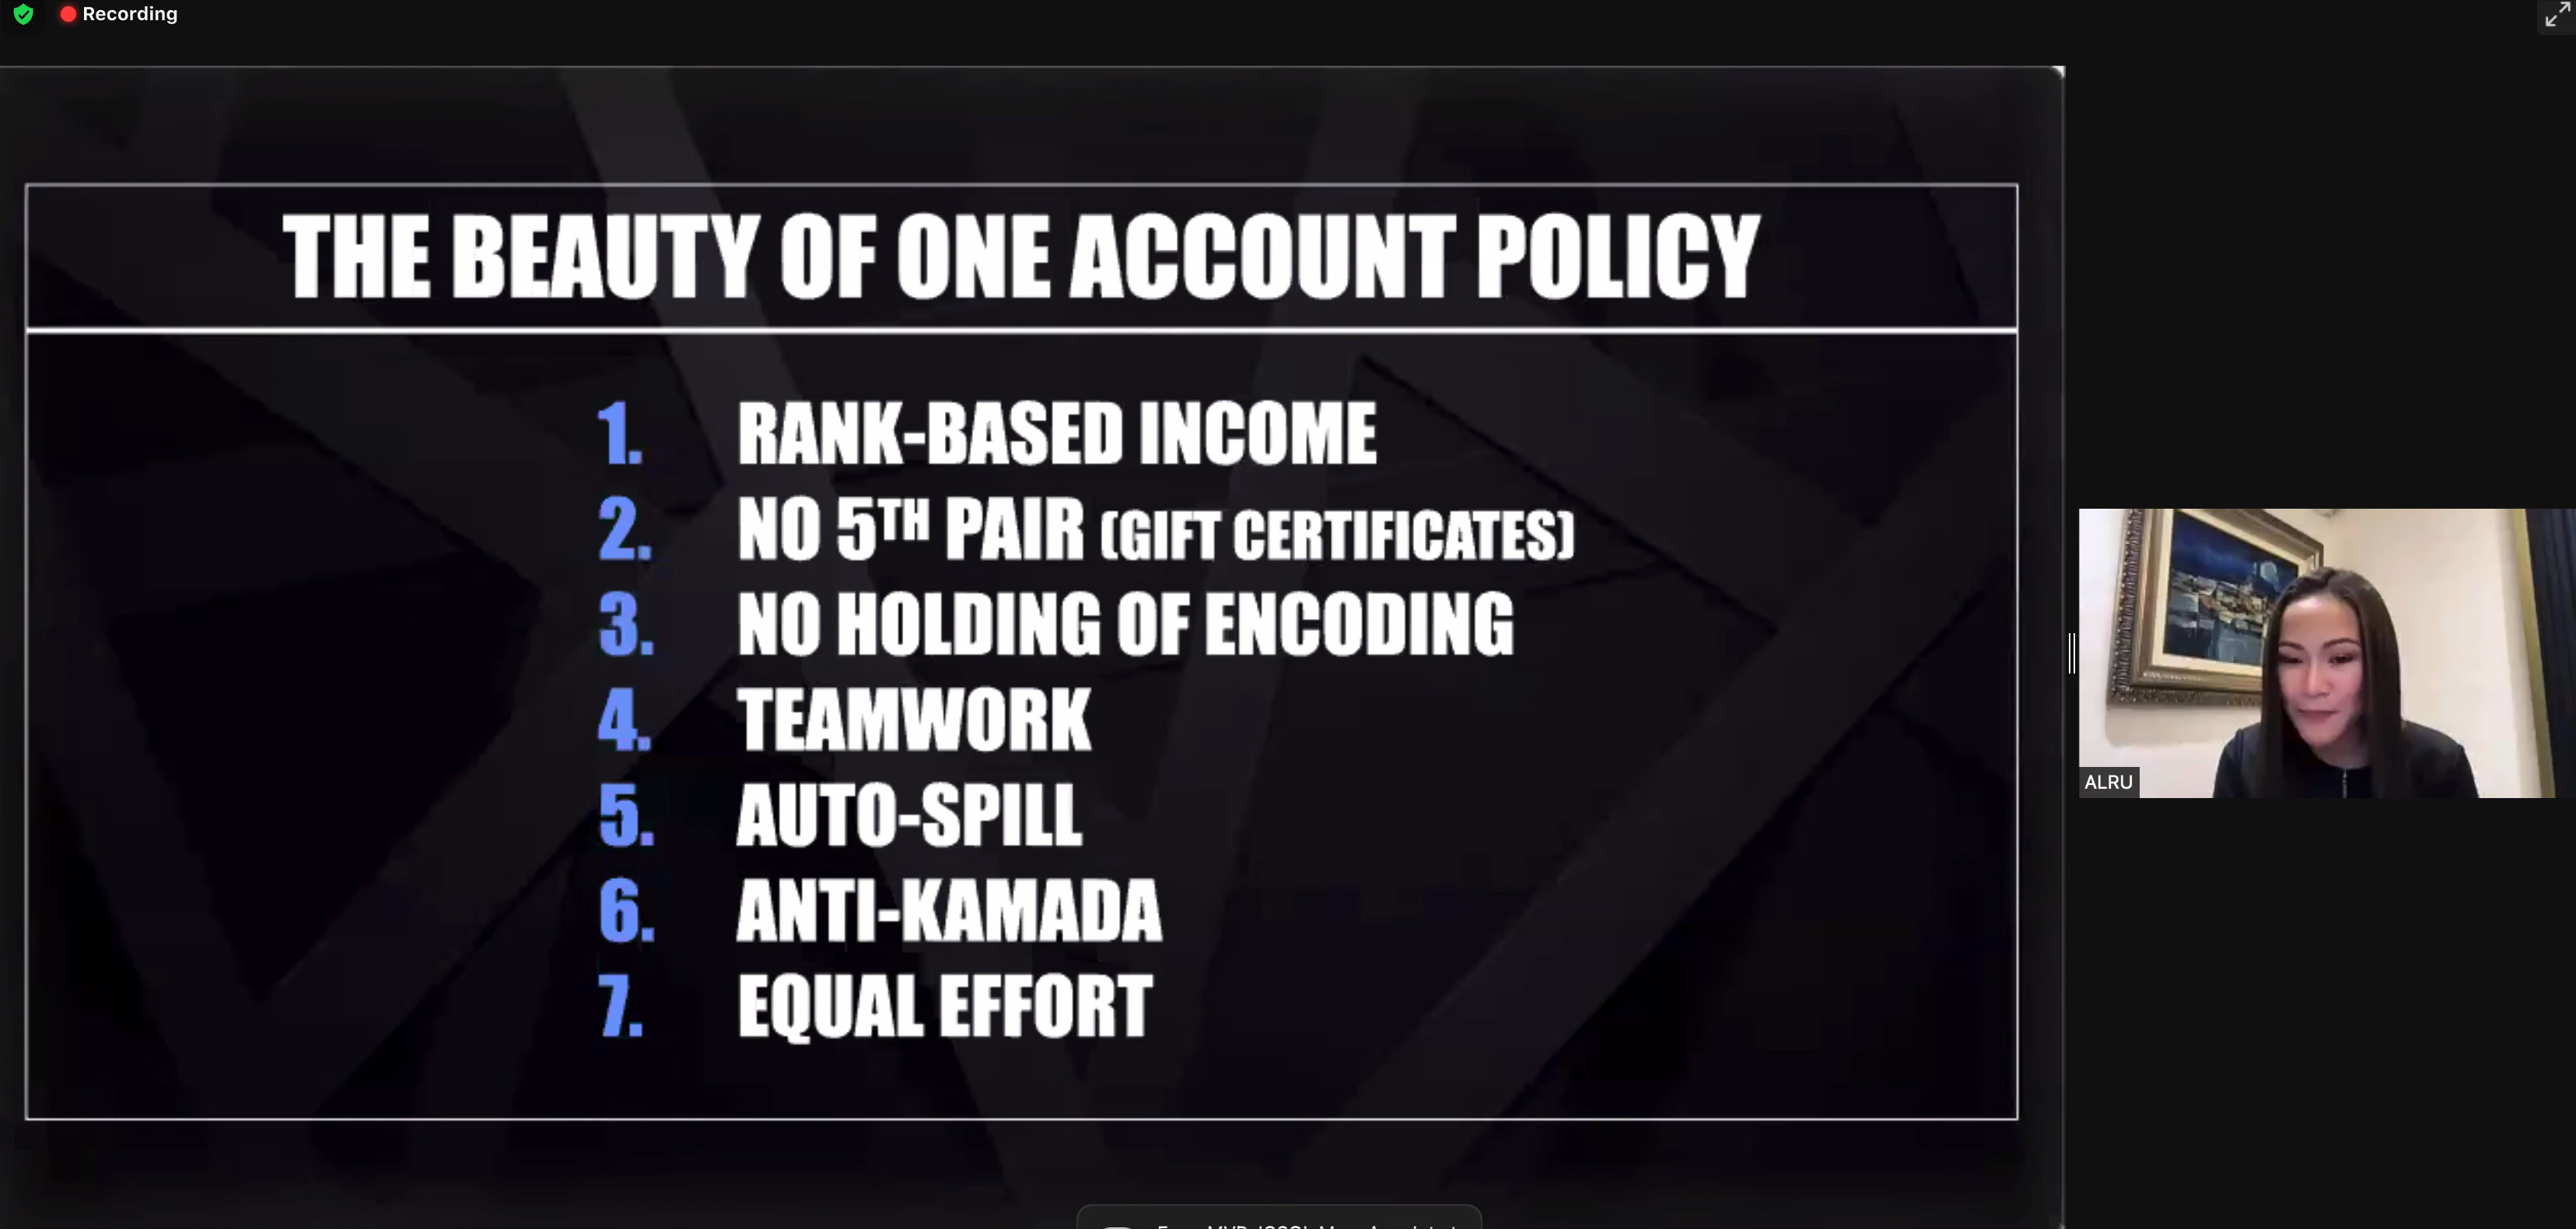 Recording
THE BEAUTY OF ONE ACCOUNT POLICY
1. RANK-BASED INCOME
2. NO 5TH PAIR (GIFT CERTIFICATES)
3. NO HOLDING OF ENCODING
4. TEAMWORK
5. AUTO-SPILL
6. ANTI-KAMADA
7. EQUAL EFFORT
ALRU